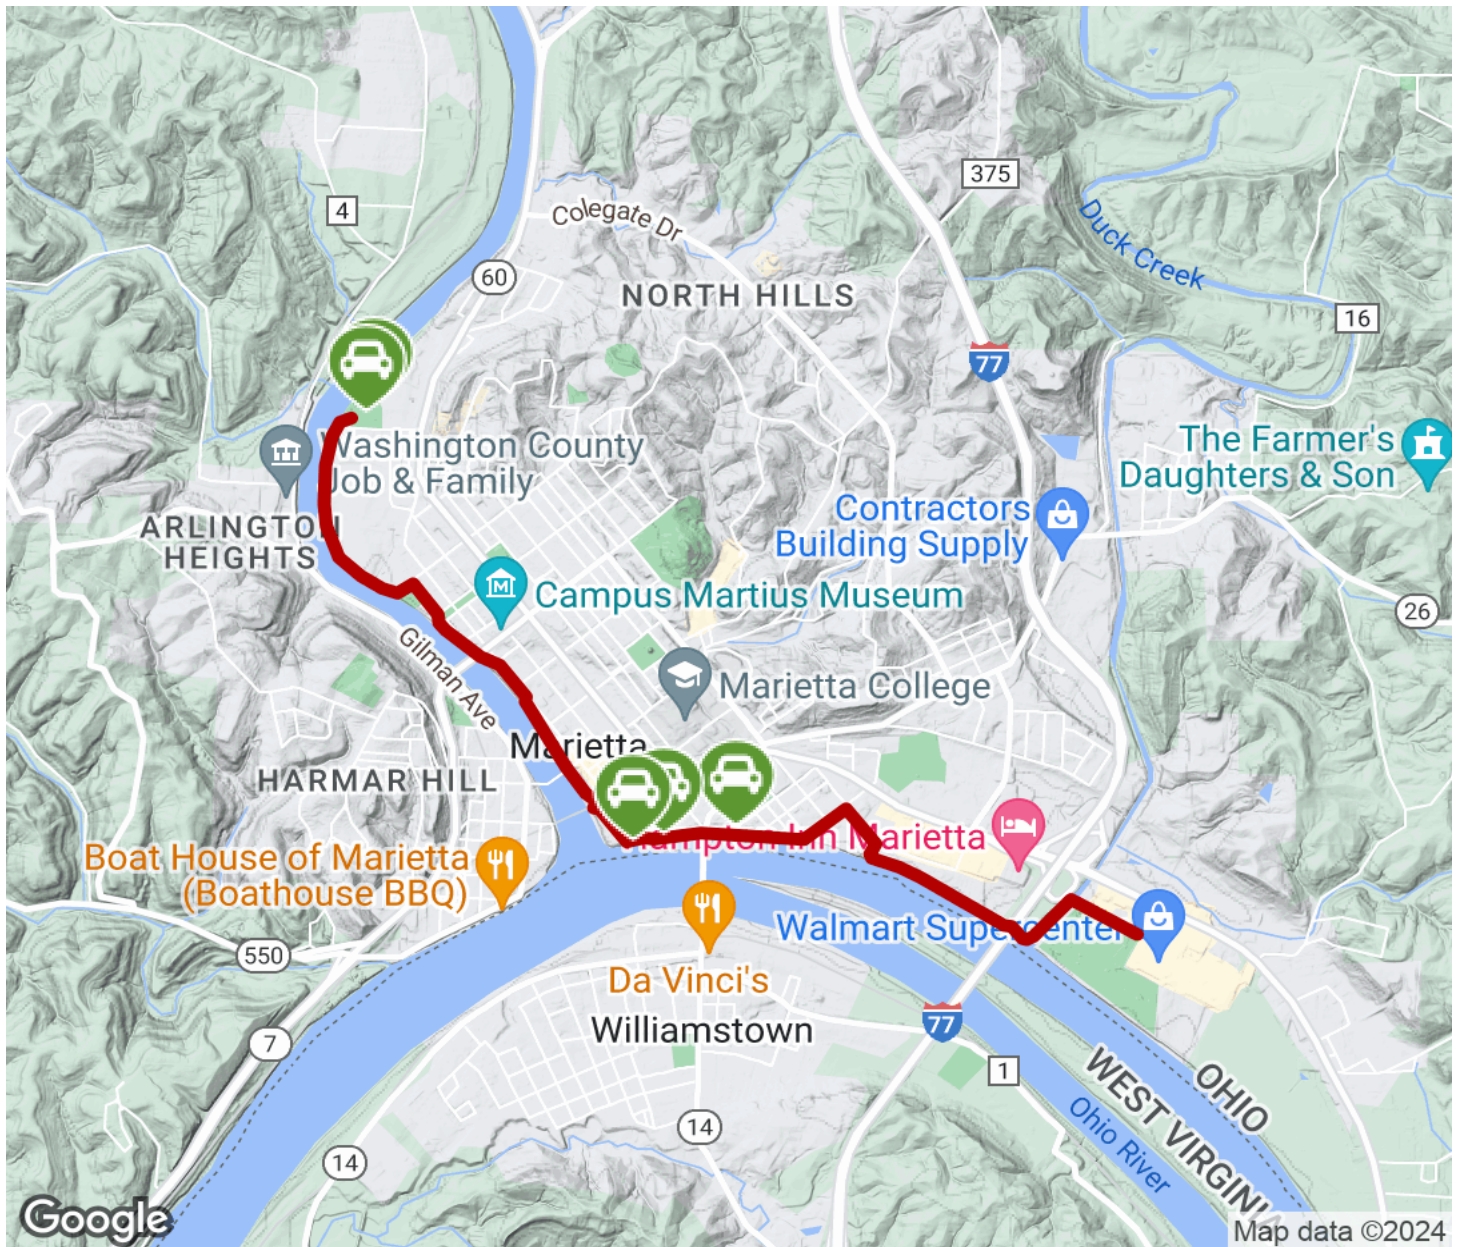 375
4
Colegate Dr
Duck Creek
60
NORTH HILLS
16
77
Washington County
Job & Family
The Farmer's
Daughters & Son
ARLINGTON
HEIGHTS
Contractors
Building Supply
M
Campus Martius Museum
26
Gilman Ave
Marietta College
Marietta
HARMAR HILL
Hampton Inn Marietta
Boat House of Marietta
(Boathouse BBQ)
Walmart Supercenter
550
Da Vinci's
77
Williamstown
7
1
OHIO
WEST VIRGINI
Ohio River
14
14
Google
Map data ©2024